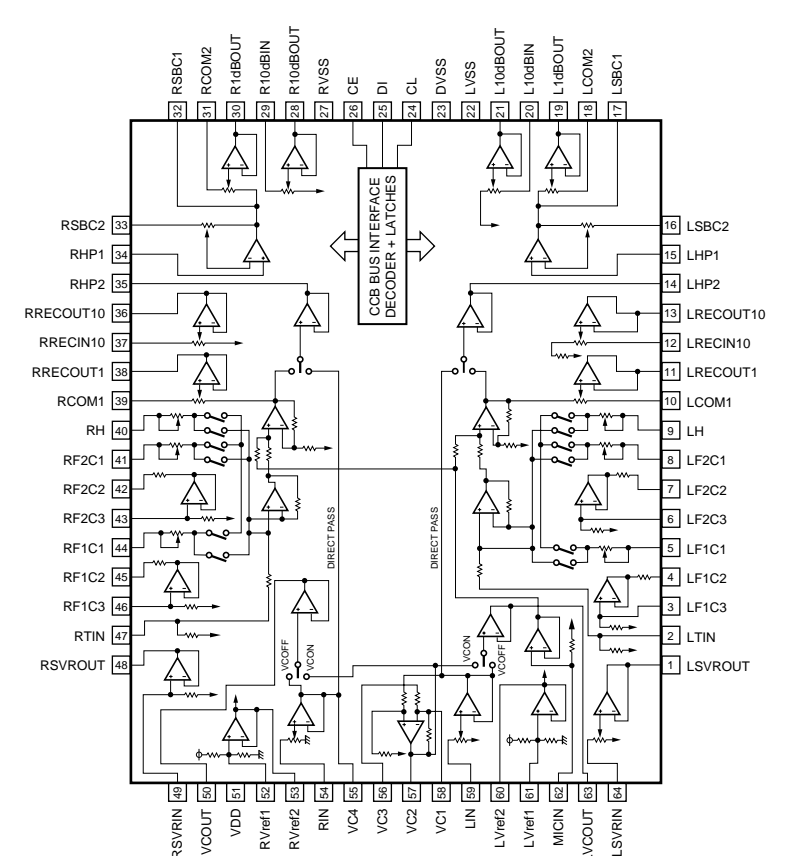 RSBC1
RCOM2
R1dBOUT
R10dBIN
R10dBOUT
RVSS
CE
DI
CL
DVSS
LVSS
L10dBOUT
L10dBIN
L1dBOUT
LCOM2
LSBC1
32
31
30
29
28
27
26
25
24
23
22
21
20
19
18
17
CCB BUS INTERFACE
DECODER + LATCHES
RSBC2 33
RHP1 34
RHP2 35
RRECOUT10 36
RRECIN10 37
RRECOUT1 38
RCOM1 39
RH 40
RF2C1 41
RF2C2 42
RF2C3 43
RF1C1 44
RF1C2 45
RF1C3 46
RTIN 47
RSVROUT 48
16 LSBC2
15 LHP1
14 LHP2
13 LRECOUT10
12 LRECIN10
11 LRECOUT1
10 LCOM1
9 LH
8 LF2C1
7 LF2C2
6 LF2C3
5 LF1C1
4 LF1C2
3 LF1C3
2 LTIN
1 LSVROUT
DIRECT PASS
DIRECT PASS
VCOFF
VCON
VCON
VCOFF
49
50
51
52
53
54
55
56
57
58
59
60
61
62
63
64
RSVRIN
VCOUT
VDD
RVref1
RVref2
RIN
VC4
VC3
VC2
VC1
LIN
LVref2
LVref1
MICIN
LVCOUT
LSVRIN